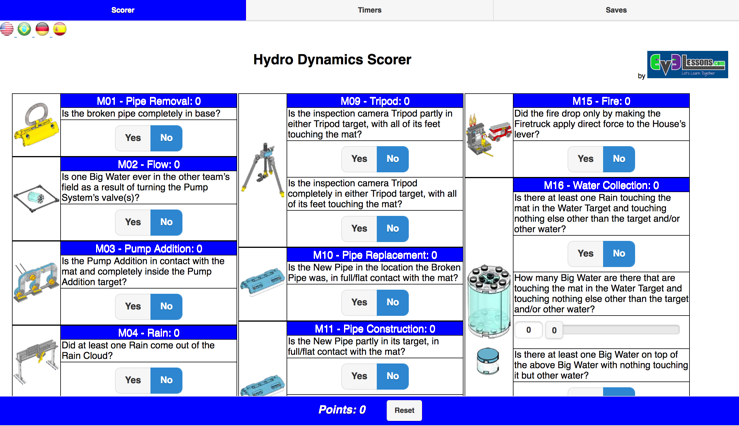 Scorer
Timers
Saves
Hydro Dynamics Scorer
by
EV3Lessons.com
Let's Learn Together
M01 - Pipe Removal: 0
Is the broken pipe completely in base?
Yes No
M02 - Flow: 0
Is one Big Water ever in the other team's
field as a result of turning the Pump
System's valve(s)?
Yes No
M03 - Pump Addition: 0
Is the Pump Addition in contact with the
mat and completely inside the Pump
Addition target?
Yes No
M04 - Rain: 0
Did at least one Rain come out of the
Rain Cloud?
Yes No
M09 - Tripod: 0
Is the inspection camera Tripod partly in
either Tripod target, with all of its feet
touching the mat?
Yes No
Is the inspection camera Tripod
completely in either Tripod target, with all
of its feet touching the mat?
Yes No
M10 - Pipe Replacement: 0
Is the New Pipe in the location the Broken
Pipe was, in full/flat contact with the mat?
Yes No
M11 - Pipe Construction: 0
Is the New Pipe partly in its target, in
full/flat contact with the mat?
Yes No
M15 - Fire: 0
Did the fire drop only by making the
Firetruck apply direct force to the House's
lever?
Yes No
M16 - Water Collection: 0
Is there at least one Rain touching the
mat in the Water Target and touching
nothing else other than the target and/or
other water?
Yes No
How many Big Water are there that are
touching the mat in the Water Target and
touching nothing else other than the target
and/or other water?
0 0
Is there at least one Big Water on top of
the above Big Water with nothing touching
it but other water?
Points: 0
Reset